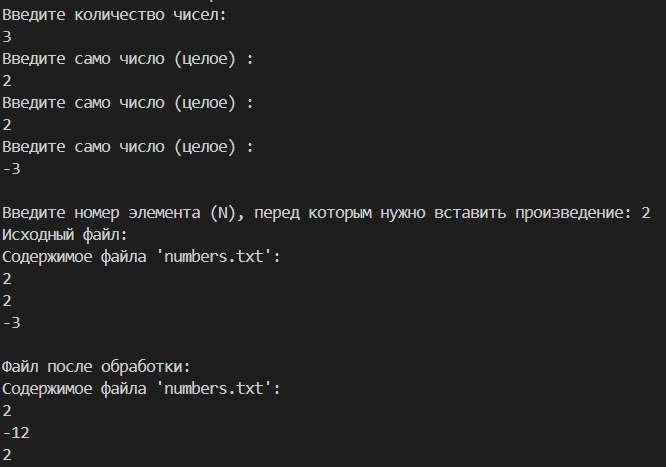 Введите количество чисел:
3
Введите само число (целое) :
2
Введите само число (целое) :
2
Введите само число (целое) :
-3
Введите номер элемента (N), перед которым нужно вставить произведение: 2
Исходный файл:
Содержимое файла 'numbers.txt':
2
2
-3
Файл после обработки:
Содержимое файла 'numbers.txt':
2
-12
2